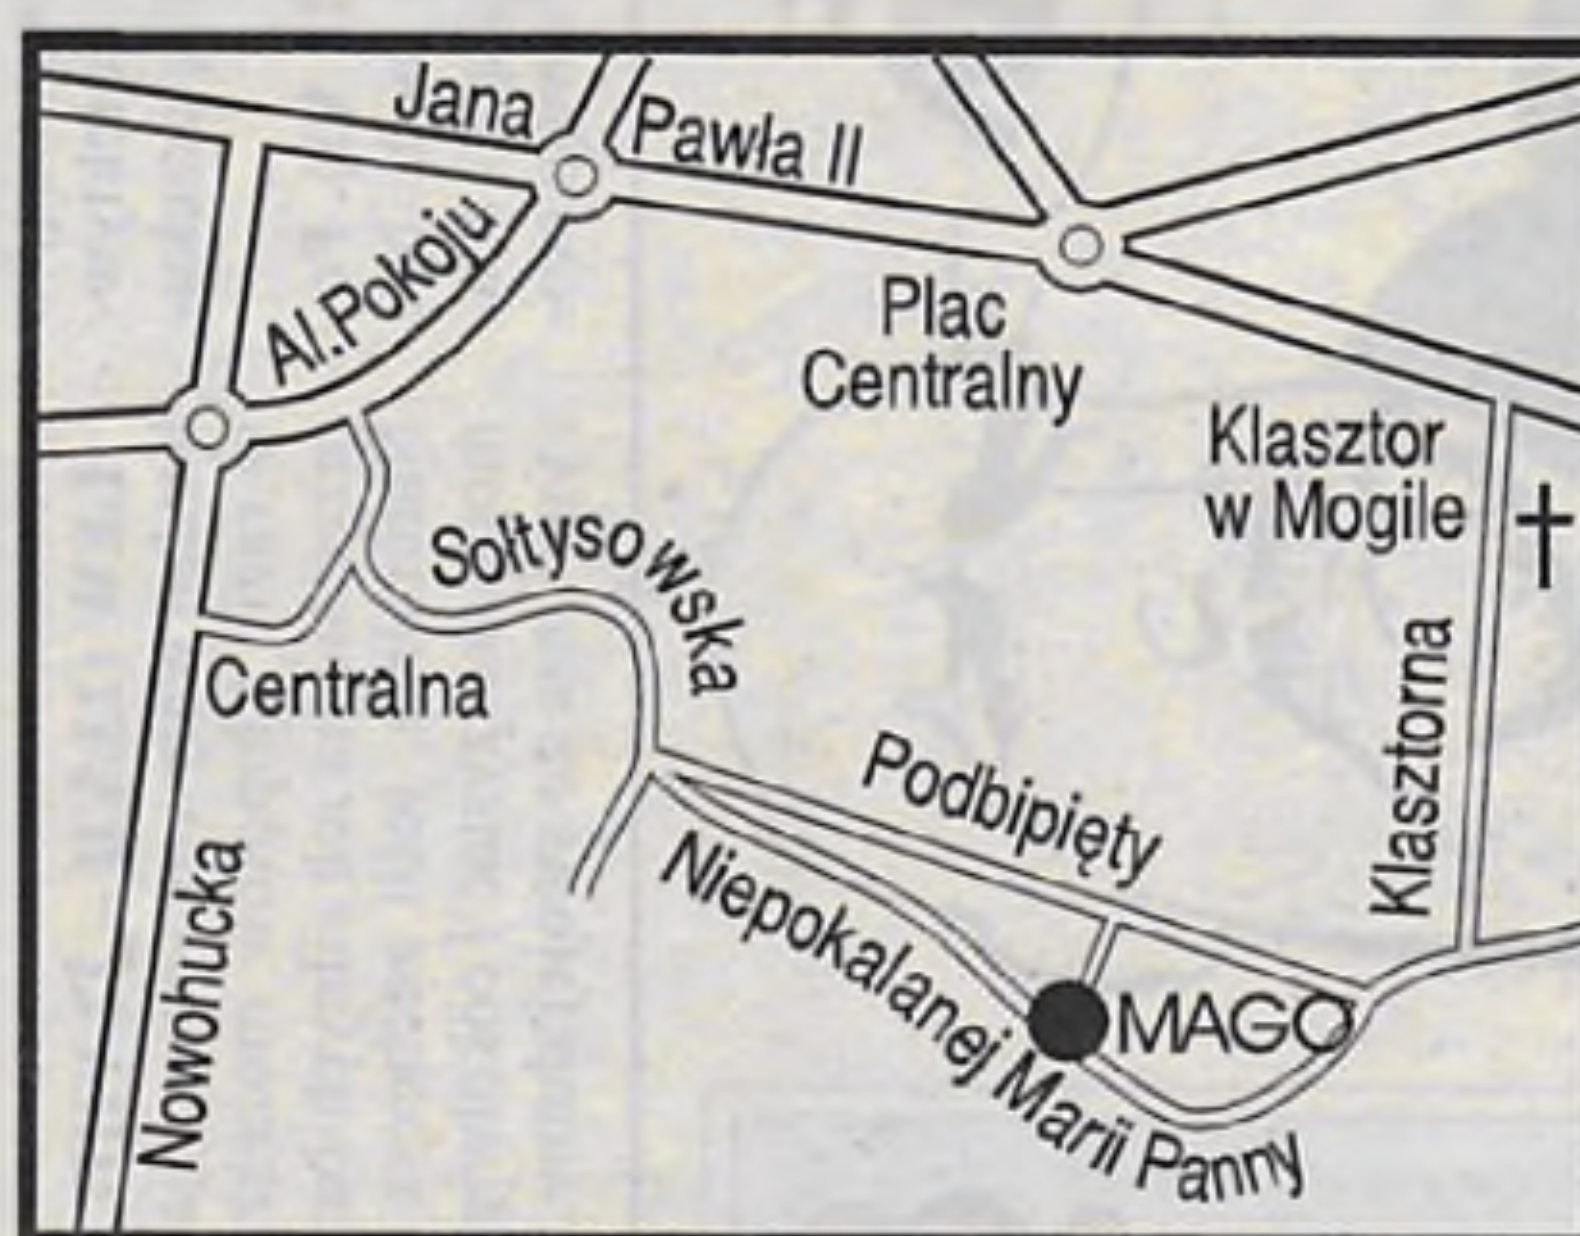 Jana Pawła II
Al.Pokoju
Plac
Centralny
Klasztor
w Mogile
Sołtysowska
Centralna
Klasztorna
Podbipięty
Nowohucka
Niepokalanej Marii Panny
MAGO